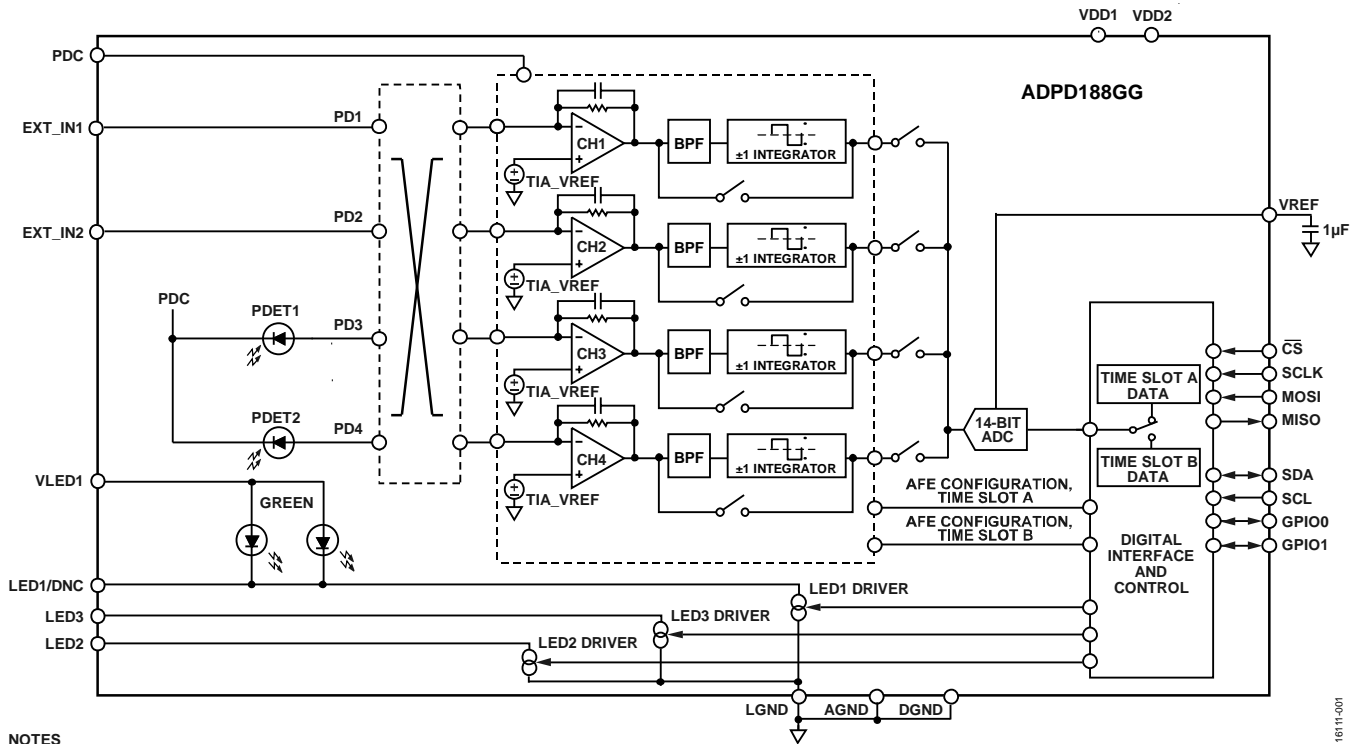 VDD1 VDD2
PDC
ADPD188GG
EXT_IN1
PD1
CH1
BPF
±1 INTEGRATOR
TIA_VREF
VREF
1µF
EXT_IN2
PD2
CH2
BPF
±1 INTEGRATOR
TIA_VREF
PDC
PDET1
PD3
CH3
BPF
±1 INTEGRATOR
TIA_VREF
PDET2
PD4
CH4
BPF
±1 INTEGRATOR
TIA_VREF
14-BIT
ADC
TIME SLOT A
DATA
TIME SLOT B
DATA
CS
SCLK
MOSI
MISO
SDA
SCL
GPIO0
GPIO1
VLED1
GREEN
AFE CONFIGURATION,
TIME SLOT A
AFE CONFIGURATION,
TIME SLOT B
DIGITAL
INTERFACE
AND
CONTROL
LED1/DNC
LED1 DRIVER
LED3
LED3 DRIVER
LED2
LED2 DRIVER
LGND
AGND
DGND
NOTES
16111-001